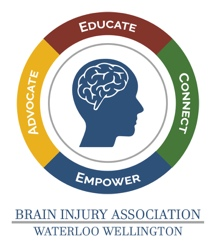 EDUCATE
ADVOCATE
CONNECT
EMPOWER
BRAIN INJURY ASSOCIATION
WATERLOO WELLINGTON